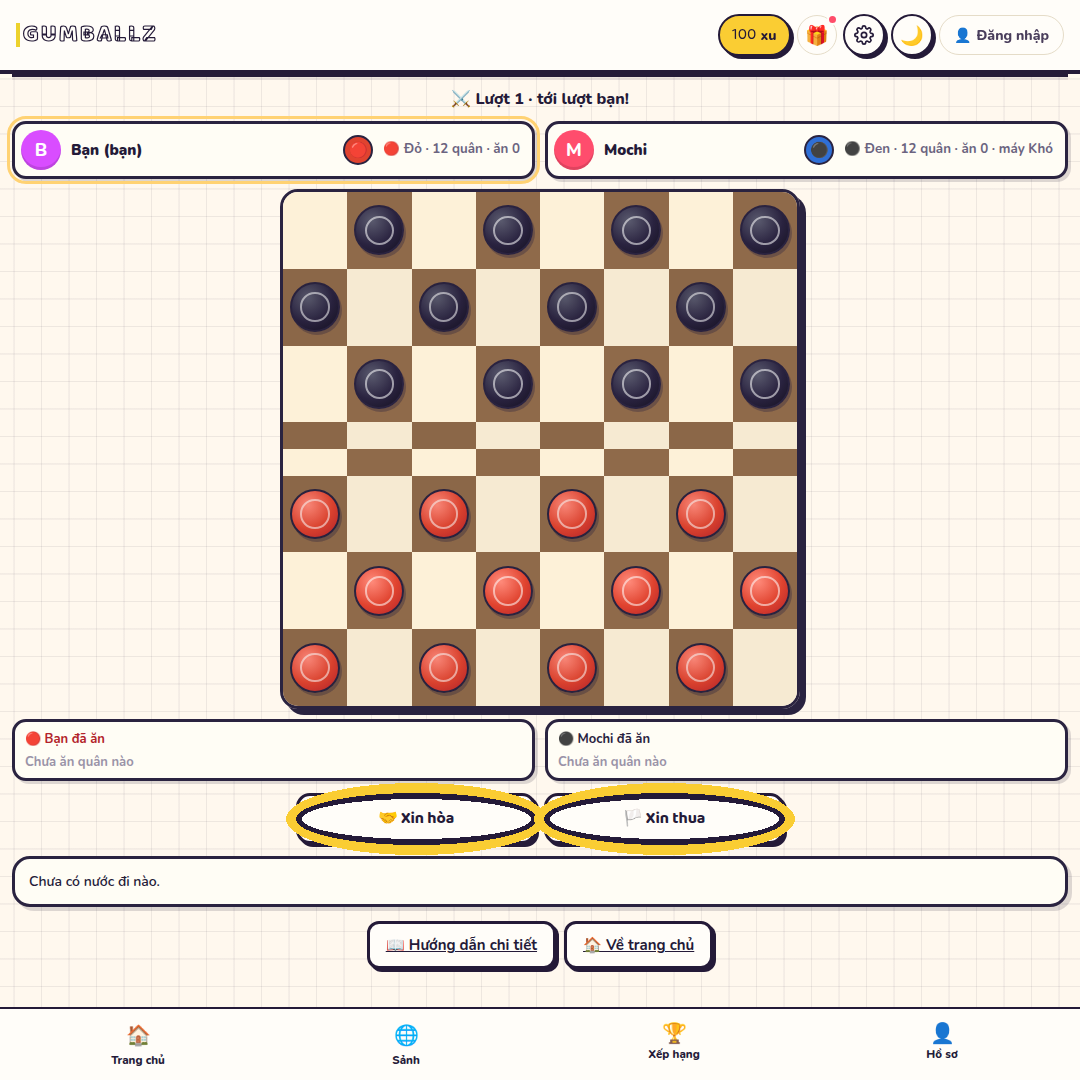 GUMBALLZ
100 xu
Đăng nhập
Lượt 1 · tới lượt bạn!
B
Bạn (bạn)
Đỏ · 12 quân · ăn 0
M
Mochi
Đen · 12 quân · ăn 0 · máy Khó
Bạn đã ăn
Chưa ăn quân nào
Mochi đã ăn
Chưa ăn quân nào
Xin hòa
Xin thua
Chưa có nước đi nào.
Hướng dẫn chi tiết
Về trang chủ
Trang chủ
Sảnh
Xếp hạng
Hồ sơ